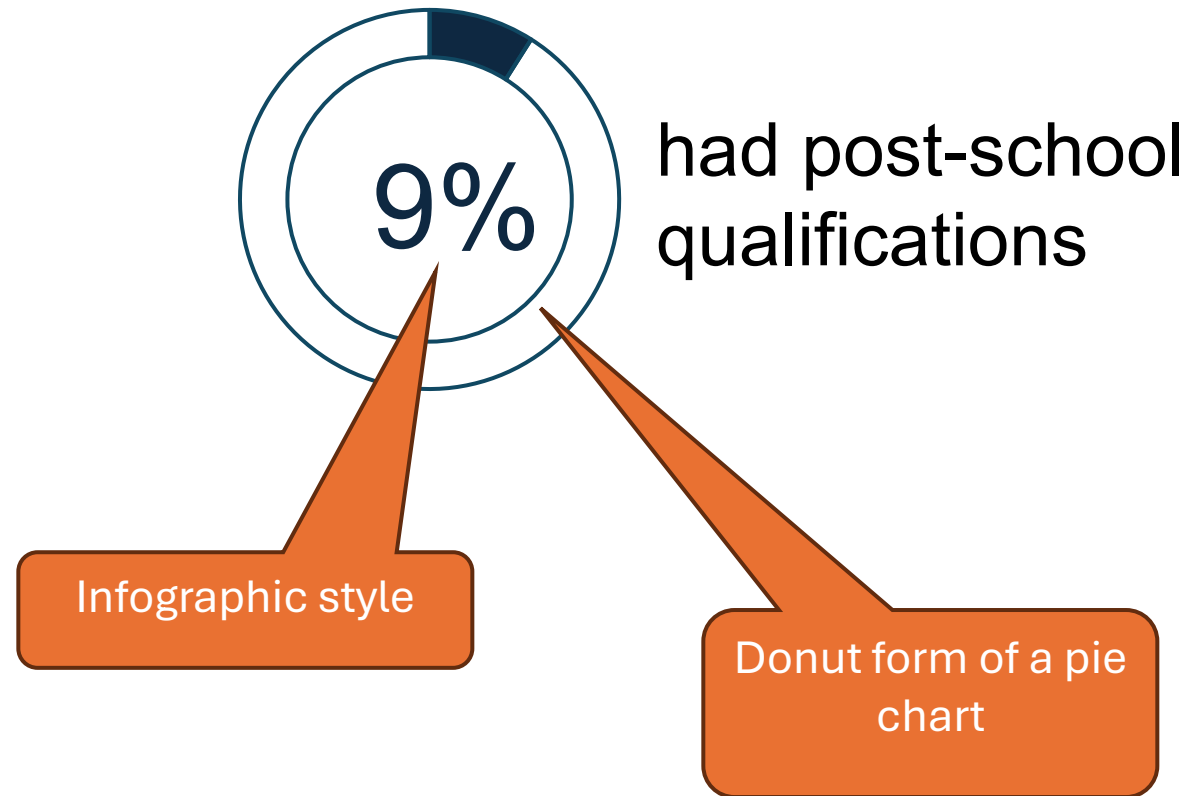 9%
had post-school
qualifications
Infographic style
Donut form of a pie
chart